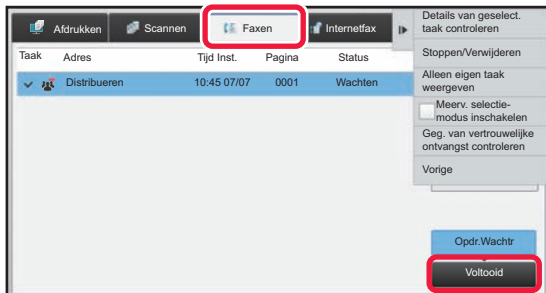 Afdrukken Scannen Faxen Internetfax
Taak Adres Tijd Inst. Pagina Status
Distribueren 10:45 07/07 0001 Wachten
Details van geselect.
taak controleren
Stoppen/Verwijderen
Alleen eigen taak
weergeven
Meerv. selectie-
modus inschakelen
Geg. van vertrouwelijke
ontvangst controleren
Vorige
Opdr.Wachtr
Voltooid